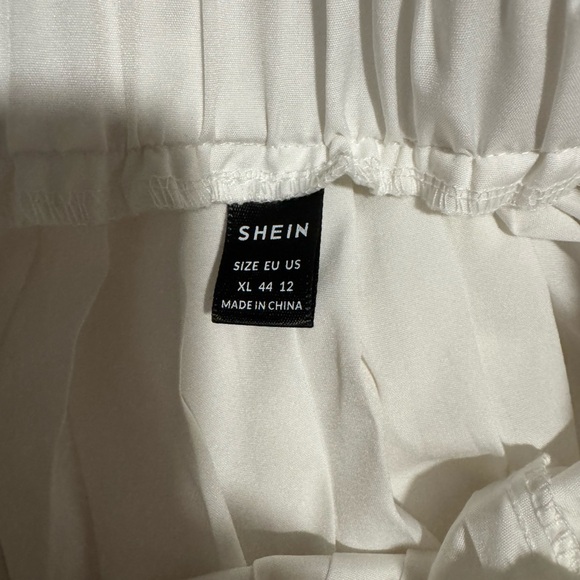 SHEIN
SIZE EU US
XL 44 12
MADE IN CHINA